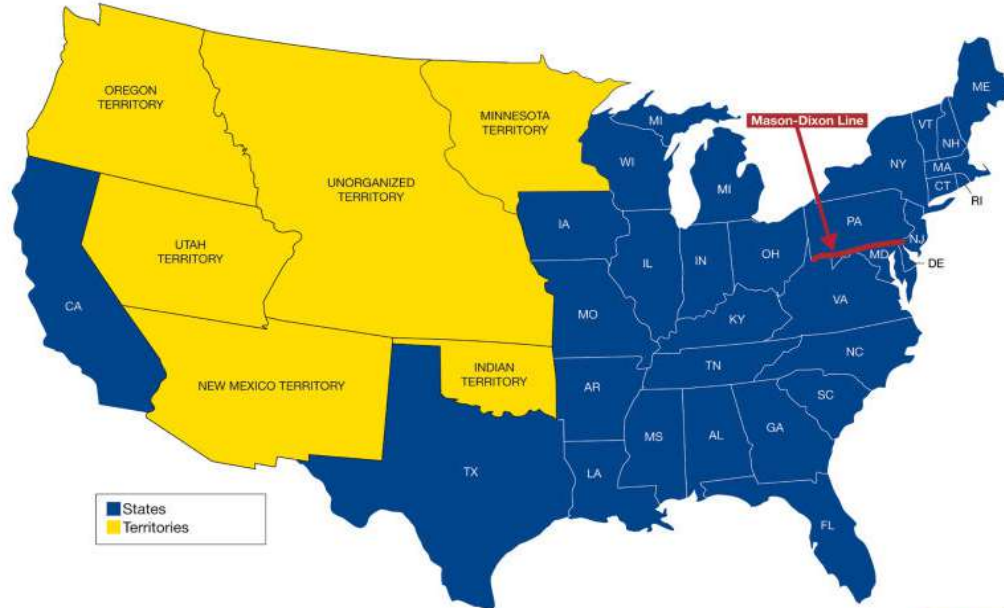 OREGON
TERRITORY
MINNESOTA
TERRITORY
UNORGANIZED
TERRITORY
UTAH
TERRITORY
NEW MEXICO TERRITORY
INDIAN
TERRITORY
Mason-Dixon Line
ME
VT
NH
MI
NY
MA
WI
CT
RI
MI
PA
IA
NJ
OH
MD
IL
IN
DE
CA
VA
MO
KY
NC
TN
AR
SC
MS
AL
GA
TX
LA
FL
States
Territories